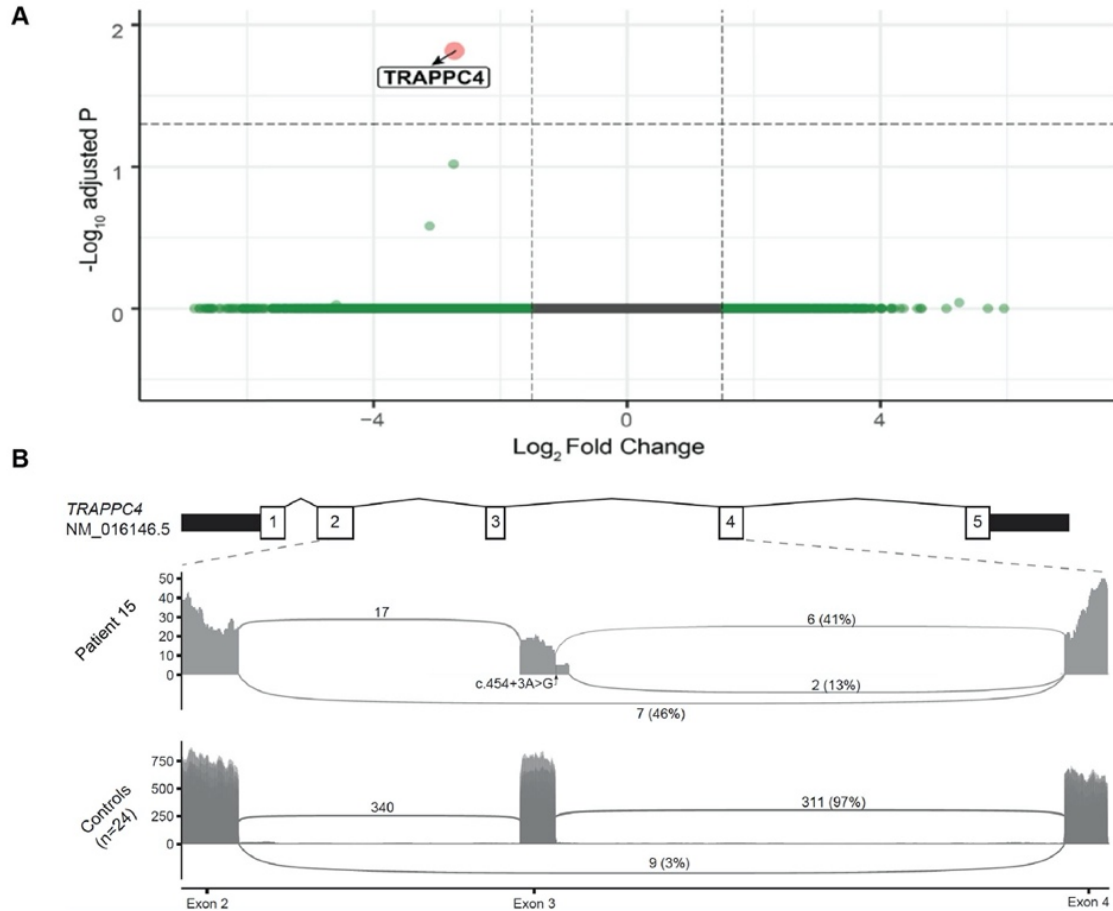 A
2
1
0
-Log10 adjusted P
TRAPPC4
−4
0
4
Log2 Fold Change
B
TRAPPC4
NM_016146.5
1
2
3
4
5
Patient 15
50
40
30
20
10
0
17
6 (41%)
c.454+3A>G
2 (13%)
7 (46%)
Controls
(n=24)
750
500
250
0
340
311 (97%)
9 (3%)
Exon 2
Exon 3
Exon 4